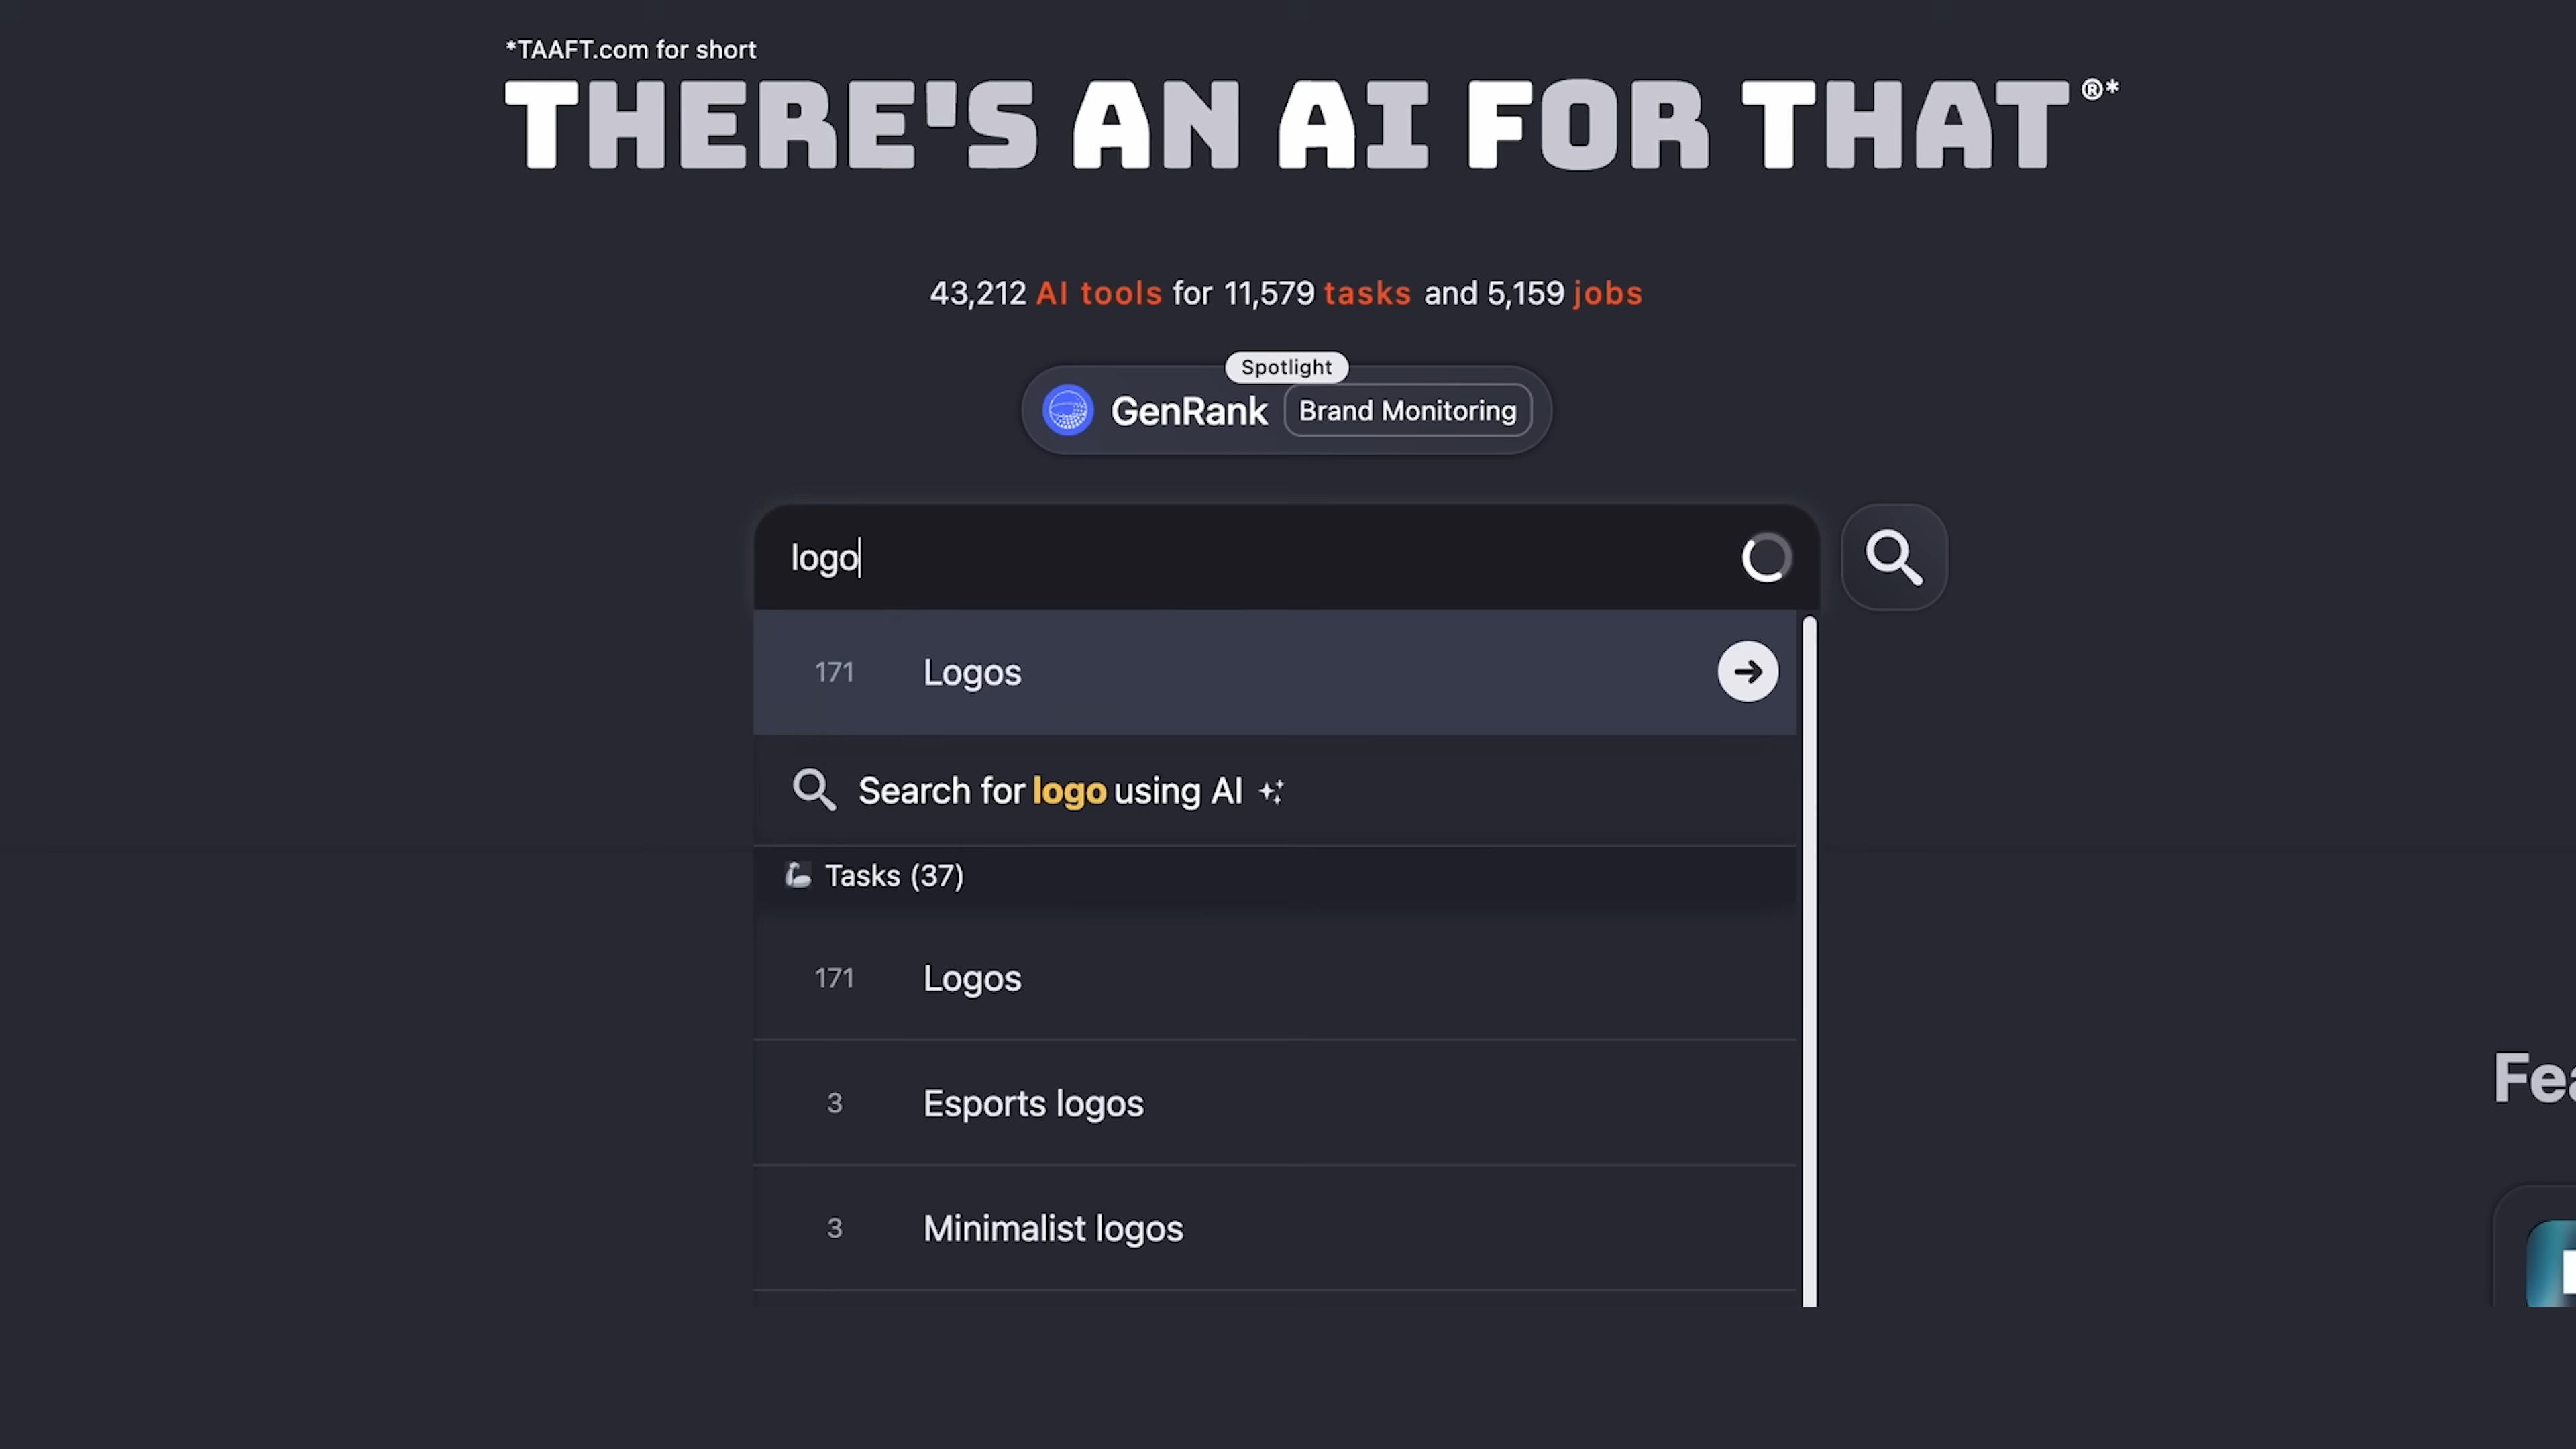 *TAAFT.com for short
THERE'S AN AI FOR THAT®*
43,212 AI tools for 11,579 tasks and 5,159 jobs
Spotlight
GenRank Brand Monitoring
logo
171 Logos
Search for logo using AI
Tasks (37)
171 Logos
3 Esports logos
3 Minimalist logos